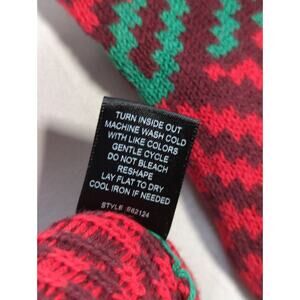 TURN INSIDE OUT
MACHINE WASH COLD
WITH LIKE COLORS
GENTLE CYCLE
DO NOT BLEACH
RESHAPE
LAY FLAT TO DRY
COOL IRON IF NEEDED
STYLE